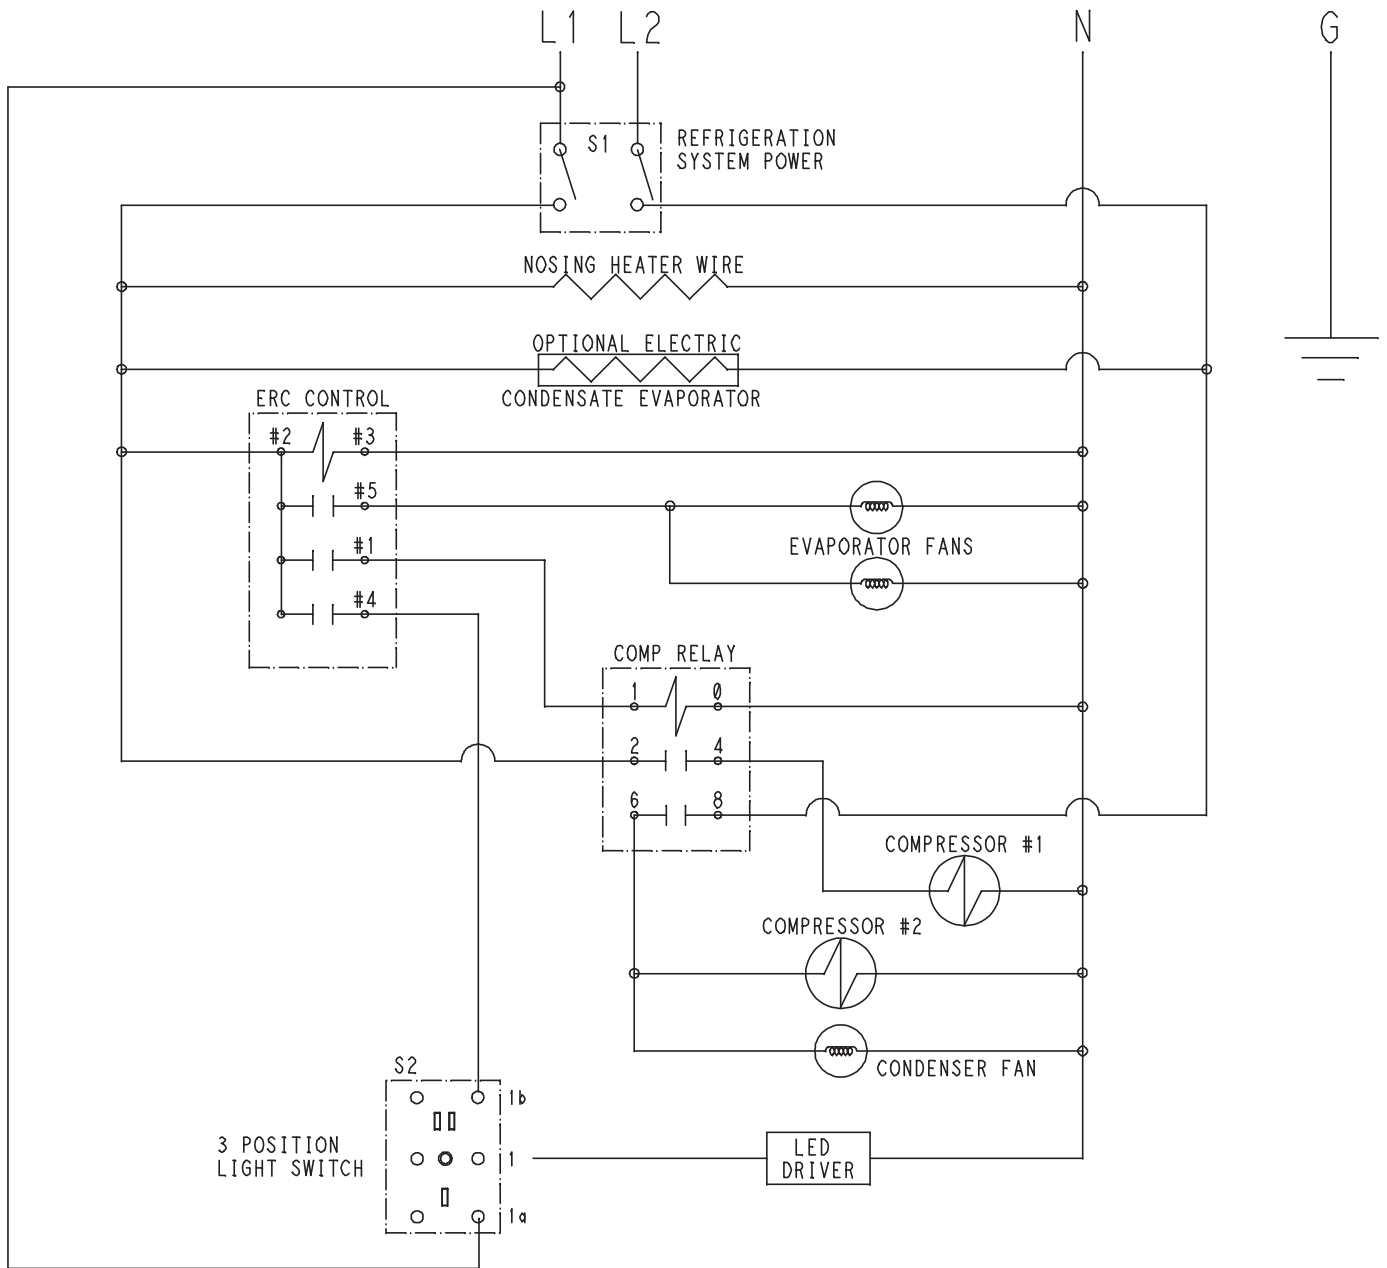 L1 L2 N G
S1
REFRIGERATION
SYSTEM POWER
NOSING HEATER WIRE
OPTIONAL ELECTRIC
CONDENSATE EVAPORATOR
ERC CONTROL
#2 #3
#5
#1
#4
EVAPORATOR FANS
COMP RELAY
1 0
2 4
6 8
COMPRESSOR #1
COMPRESSOR #2
CONDENSER FAN
S2
1b
3 POSITION
LIGHT SWITCH
1
1a
LED
DRIVER